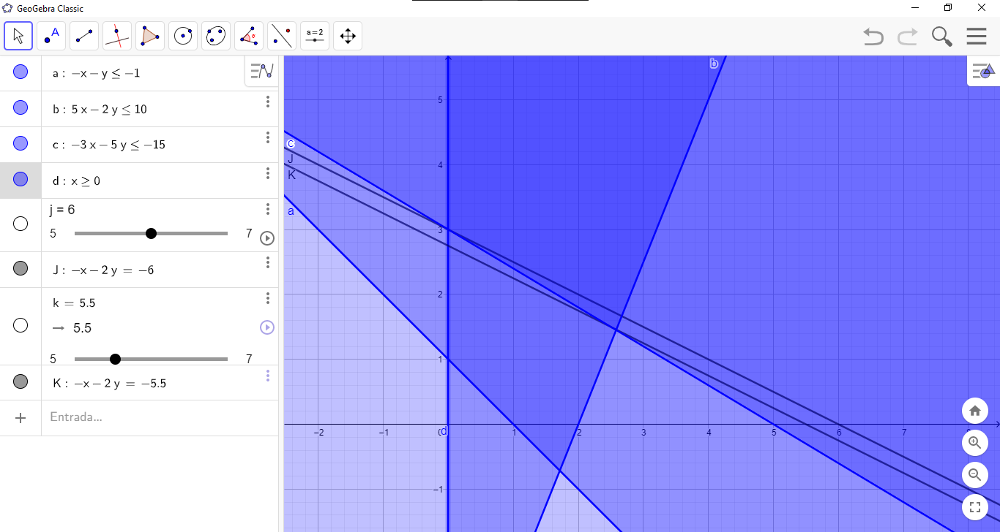 GeoGebra Classic
A
a=2
a : −x − y ≤ −1
b : 5 x − 2 y ≤ 10
c : −3 x − 5 y ≤ −15
d : x ≥ 0
j = 6
5 7
J : −x − 2 y = −6
k = 5.5
→ 5.5
5 7
K : −x − 2 y = −5.5
+ Entrada...
b
5
c
J
4
K
a
3
2
1
−2 −1 0 d 1 2 3 4 5 6 7
−1